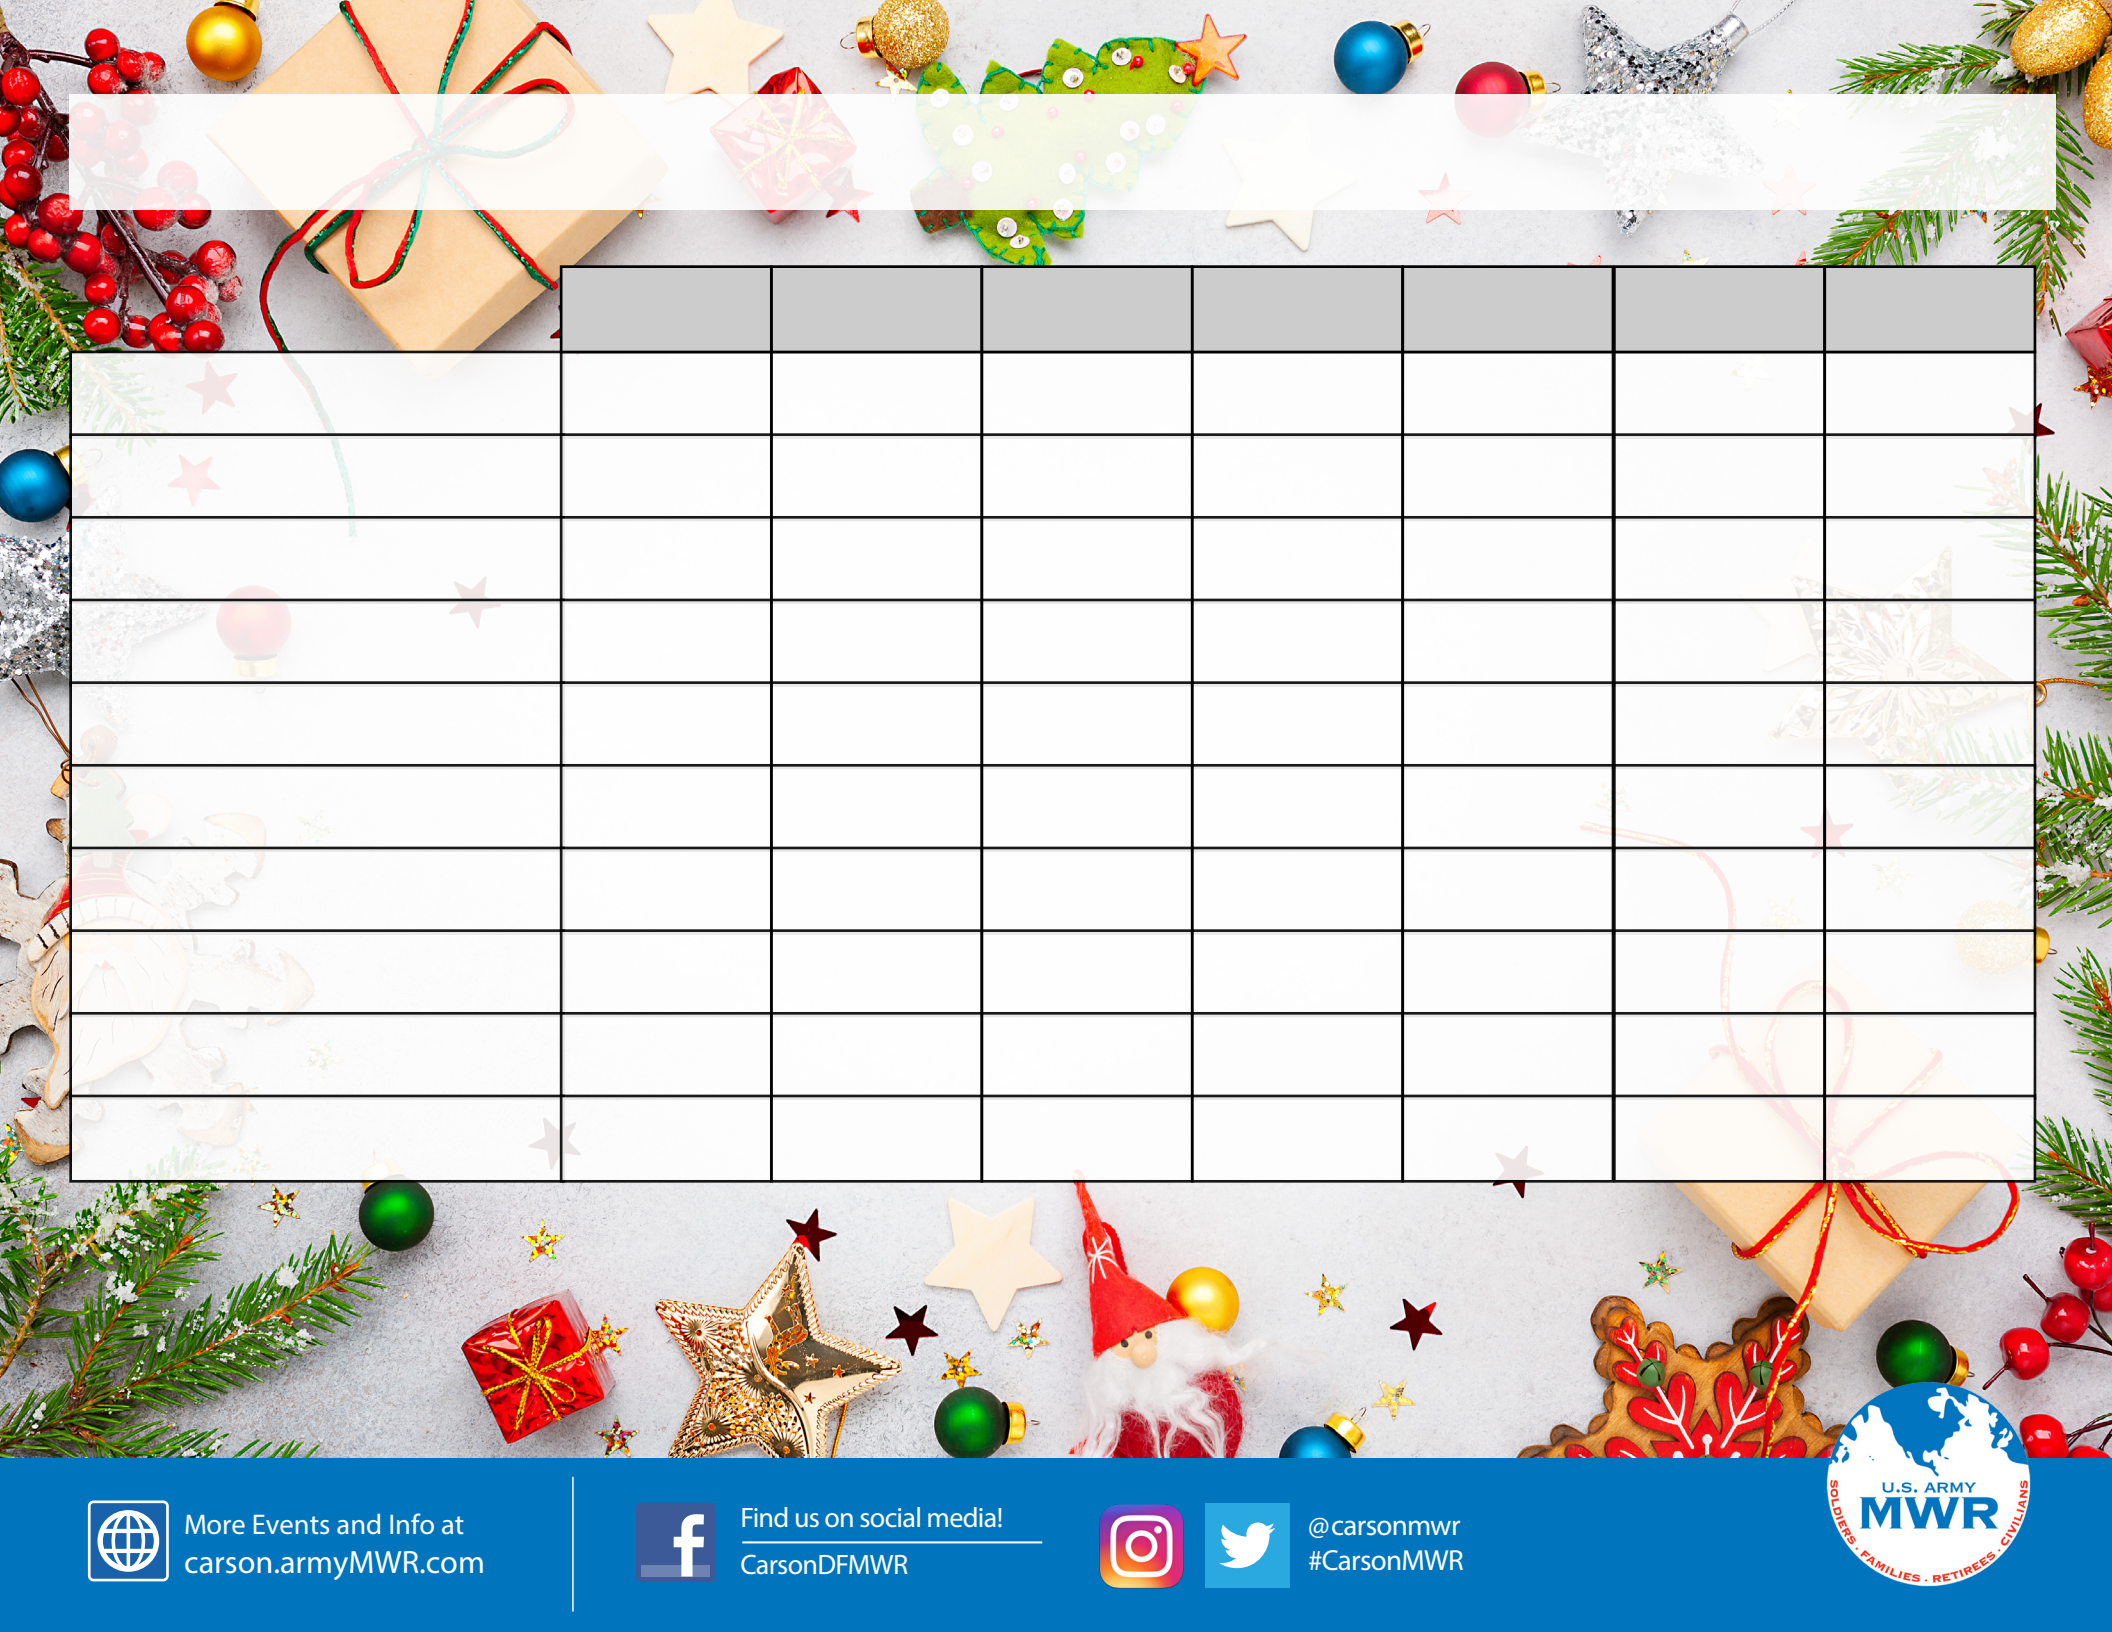 More Events and Info at
carson.armyMWR.com
Find us on social media!
CarsonDFMWR
@carsonmwr
#CarsonMWR
U.S. ARMY
MWR
SOLDIERS . FAMILIES . RETIREES . CIVILIANS